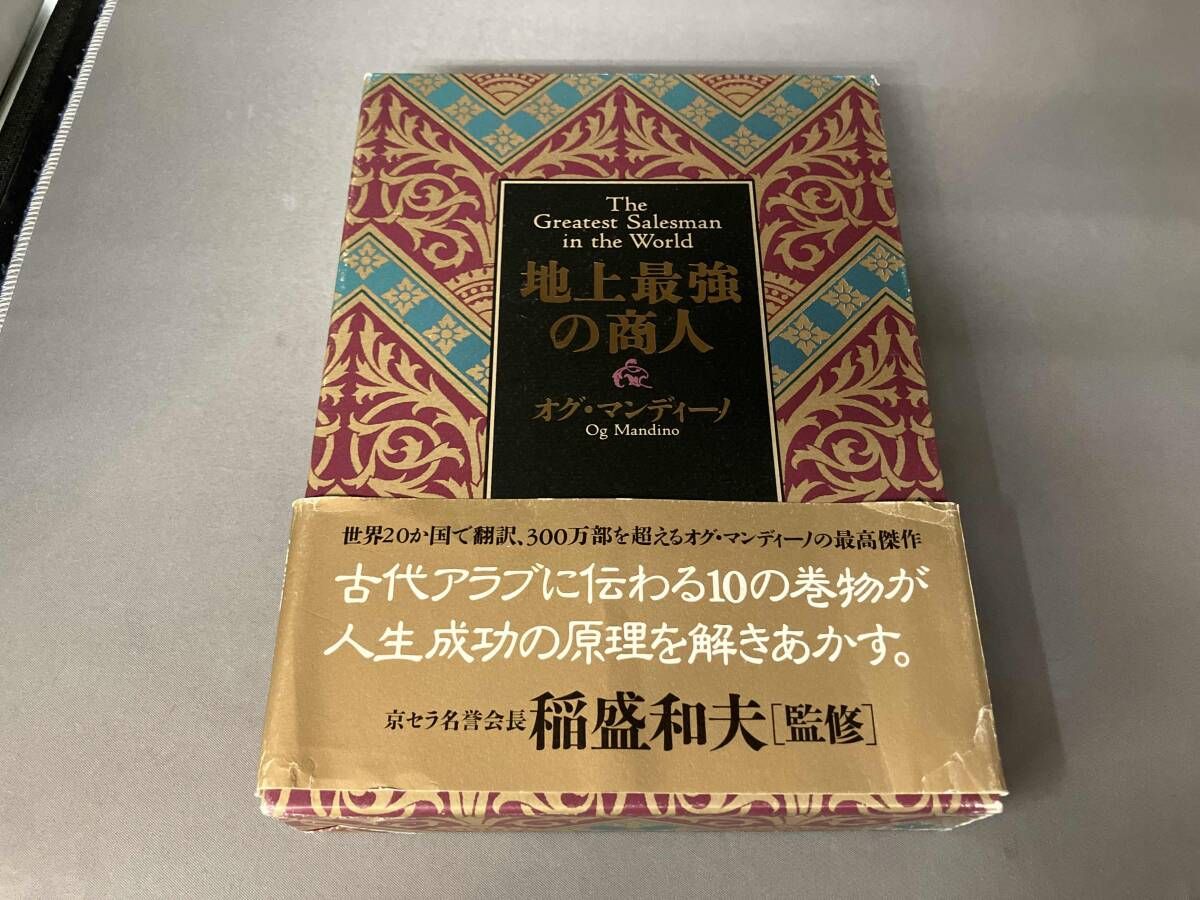 The
Greatest Salesman
in the World
地上最強
の商人
オグ・マンディーノ
Og Mandino
世界20か国で翻訳、300万部を超えるオグ・マンディーノの最高傑作
古代アラブに伝わる10の巻物が
人生成功の原理を解きあかす。
京セラ名誉会長 稲盛和夫[監修]